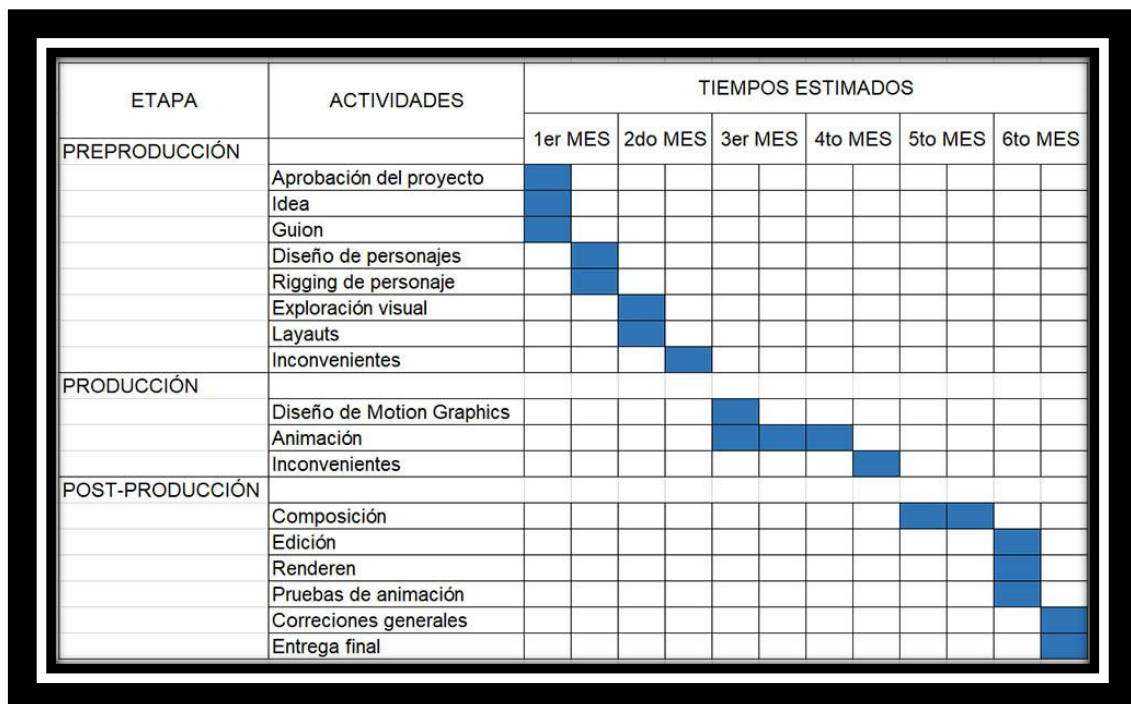 ETAPA
ACTIVIDADES
TIEMPOS ESTIMADOS
1er MES 2do MES 3er MES 4to MES 5to MES 6to MES
PREPRODUCCIÓN
Aprobación del proyecto
Idea
Guion
Diseño de personajes
Rigging de personaje
Exploración visual
Layauts
Inconvenientes
PRODUCCIÓN
Diseño de Motion Graphics
Animación
Inconvenientes
POST-PRODUCCIÓN
Composición
Edición
Renderen
Pruebas de animación
Correciones generales
Entrega final